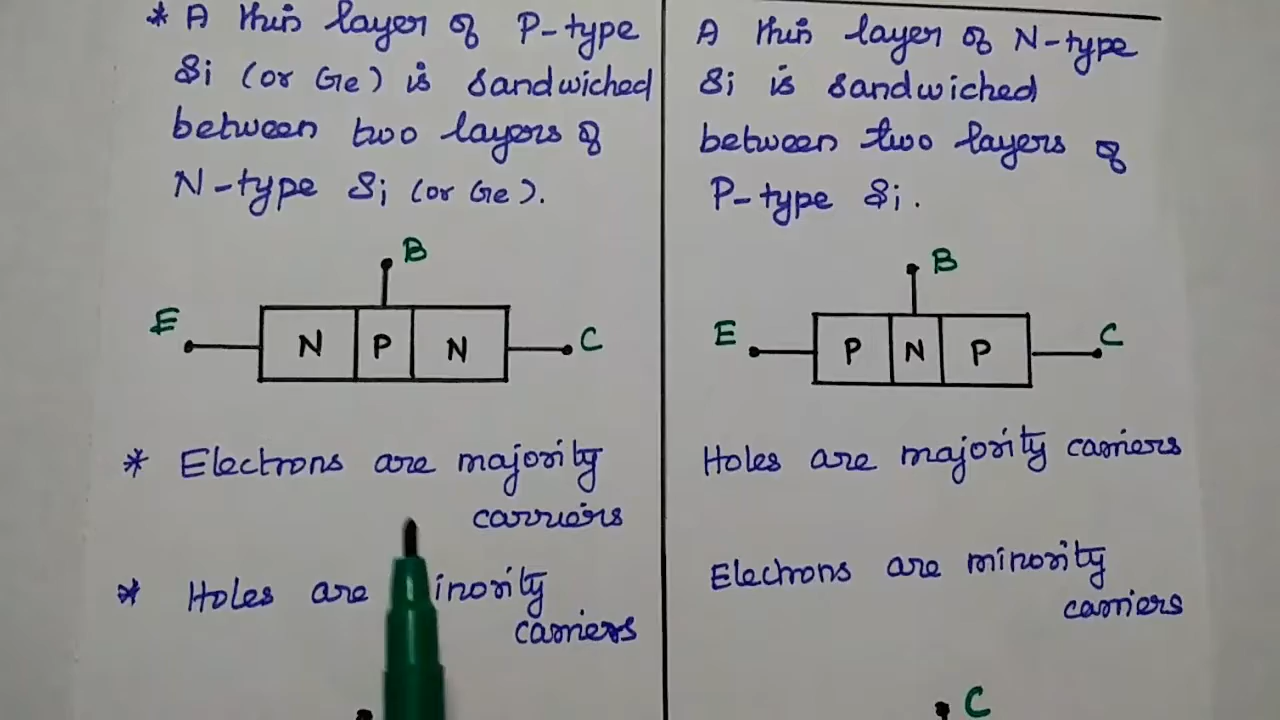 * A thin layer of P-type
Si (or Ge) is sandwiched
between two layers of
N-type Si (or Ge).
B
E
N
P
N
C
* Electrons are majority
carriers
* Holes are minority
carriers
A thin layer of N-type
Si is sandwiched
between two layers of
P-type Si.
B
E
P
N
P
C
Holes are majority carriers
Electrons are minority
carriers
C